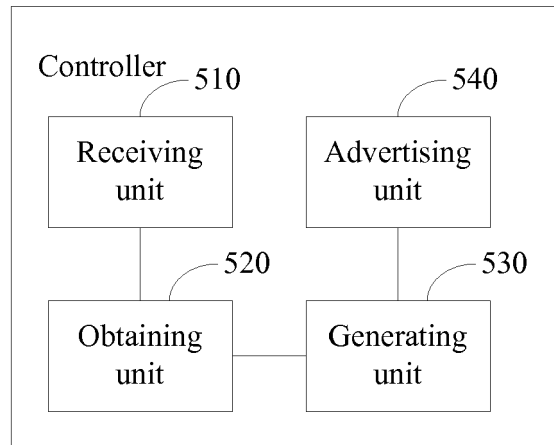 Controller
510
540
Receiving
unit
Advertising
unit
520
530
Obtaining
unit
Generating
unit